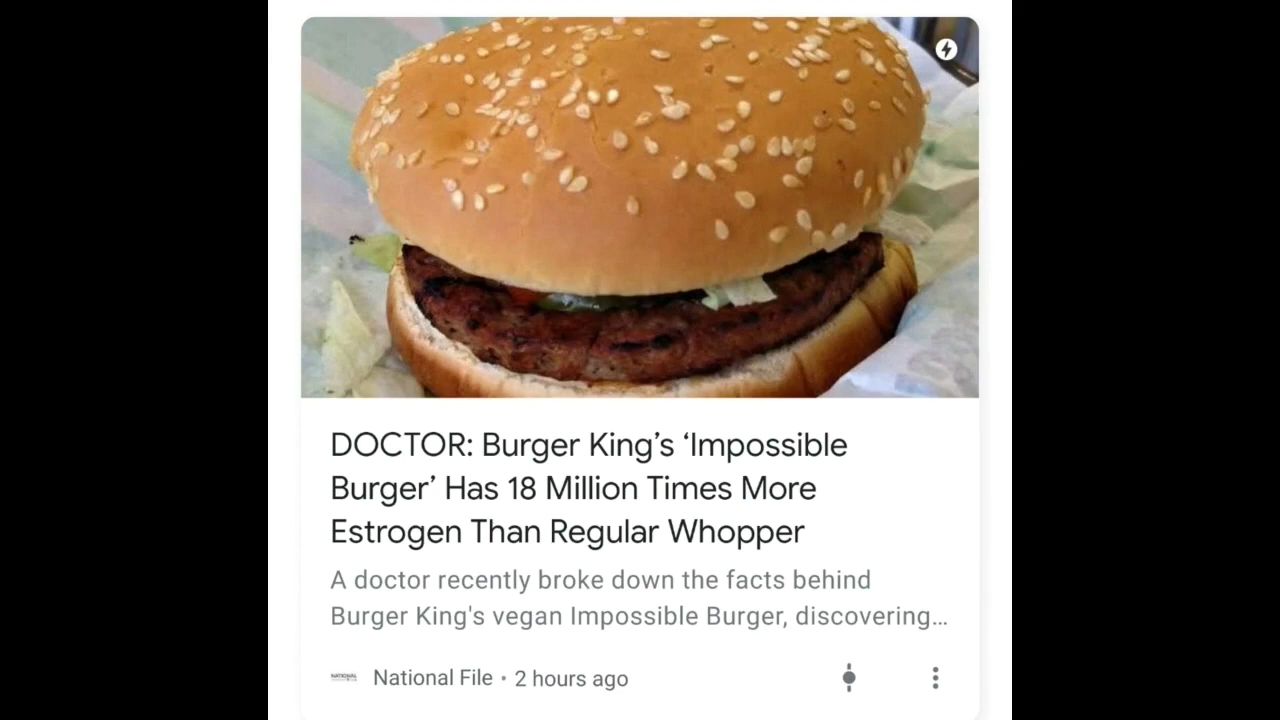 DOCTOR: Burger King’s ‘Impossible
Burger’ Has 18 Million Times More
Estrogen Than Regular Whopper
A doctor recently broke down the facts behind
Burger King's vegan Impossible Burger, discovering...
NATIONAL
National File • 2 hours ago